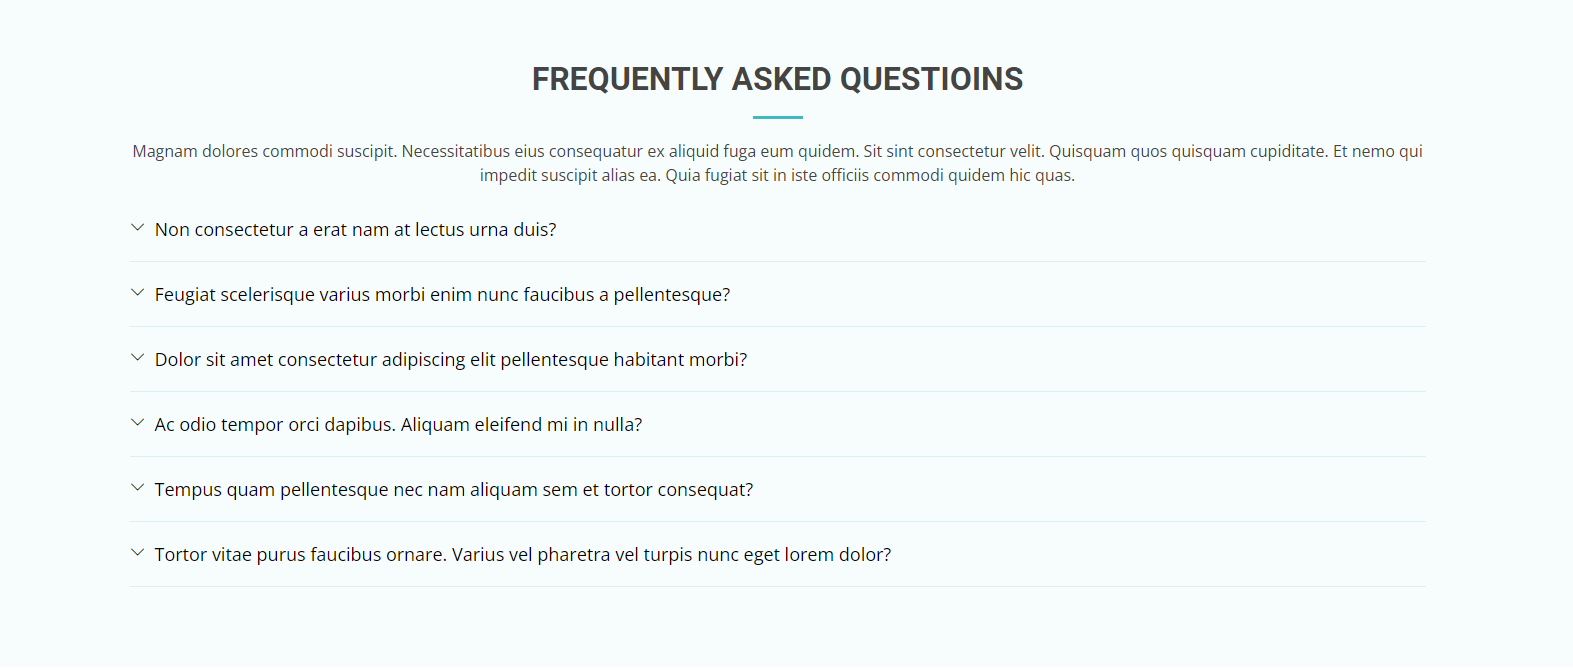 FREQUENTLY ASKED QUESTIOINS
Magnam dolores commodi suscipit. Necessitatibus eius consequatur ex aliquid fuga eum quidem. Sit sint consectetur velit. Quisquam quos quisquam cupiditate. Et nemo qui
impedit suscipit alias ea. Quia fugiat sit in iste officiis commodi quidem hic quas.
Non consectetur a erat nam at lectus urna duis?
Feugiat scelerisque varius morbi enim nunc faucibus a pellentesque?
Dolor sit amet consectetur adipiscing elit pellentesque habitant morbi?
Ac odio tempor orci dapibus. Aliquam eleifend mi in nulla?
Tempus quam pellentesque nec nam aliquam sem et tortor consequat?
Tortor vitae purus faucibus ornare. Varius vel pharetra vel turpis nunc eget lorem dolor?